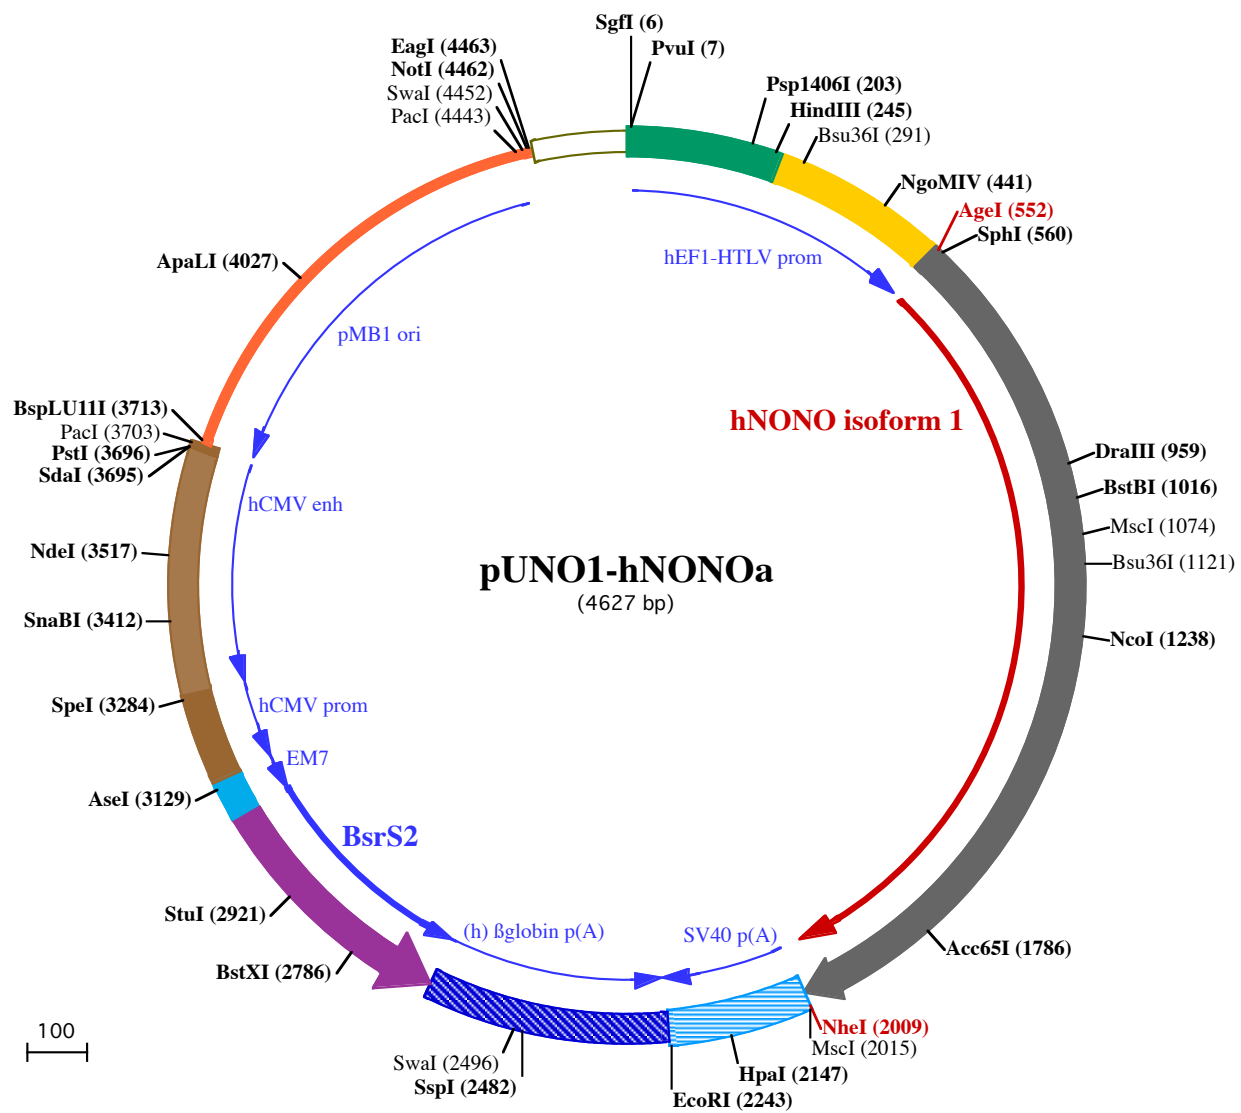 SgfI (6)
PvuI (7)
EagI (4463)
NotI (4462)
SwaI (4452)
PacI (4443)
Psp1406I (203)
HindIII (245)
Bsu36I (291)
NgoMIV (441)
AgeI (552)
SphI (560)
hEF1-HTLV prom
ApaLI (4027)
pMB1 ori
BspLU11I (3713)
PacI (3703)
PstI (3696)
SdaI (3695)
hNONO isoform 1
DraIII (959)
BstBI (1016)
MscI (1074)
Bsu36I (1121)
hCMV enh
NdeI (3517)
pUNO1-hNONOa
(4627 bp)
SnaBI (3412)
NcoI (1238)
SpeI (3284)
hCMV prom
EM7
AseI (3129)
BsrS2
StuI (2921)
(h) ßglobin p(A)
SV40 p(A)
Acc65I (1786)
BstXI (2786)
100
NheI (2009)
MscI (2015)
SwaI (2496)
SspI (2482)
HpaI (2147)
EcoRI (2243)